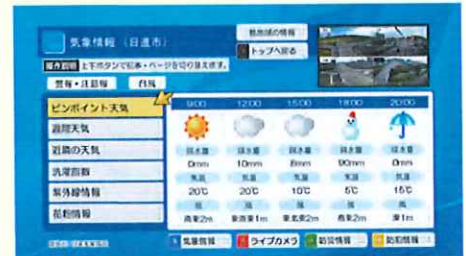 気象情報（日進市）
他地域の情報
トップへ戻る
操作説明 上下ボタンで記事・ページを切り替えます。
警報・注意報 台風
ピンポイント天気
週間天気
近隣の天気
洗濯指数
紫外線情報
花粉情報
9:00 12:00 15:00 18:00 20:00
降水量 降水量 降水量 降水量 降水量
0mm 10mm 8mm 90mm 0mm
気温 気温 気温 気温 気温
20℃ 20℃ 10℃ 5℃ 15℃
風 風 風 風 風
南東2m 東南東1m 東北東2m 南東2m 東1m
気象情報 ライブカメラ 防災情報 防犯情報